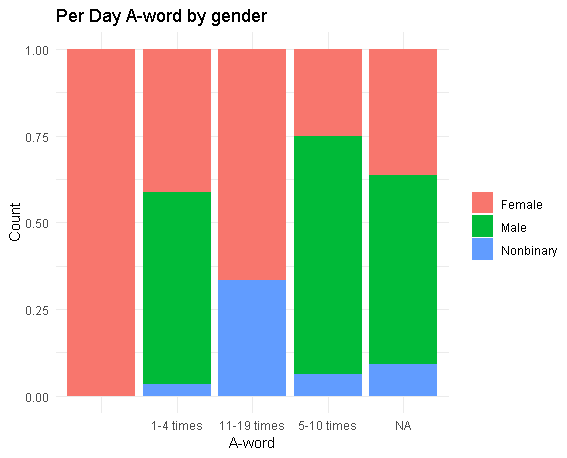 Per Day A-word by gender
1.00
0.75
0.50
0.25
0.00
Count
1-4 times
11-19 times
5-10 times
NA
A-word
Female
Male
Nonbinary